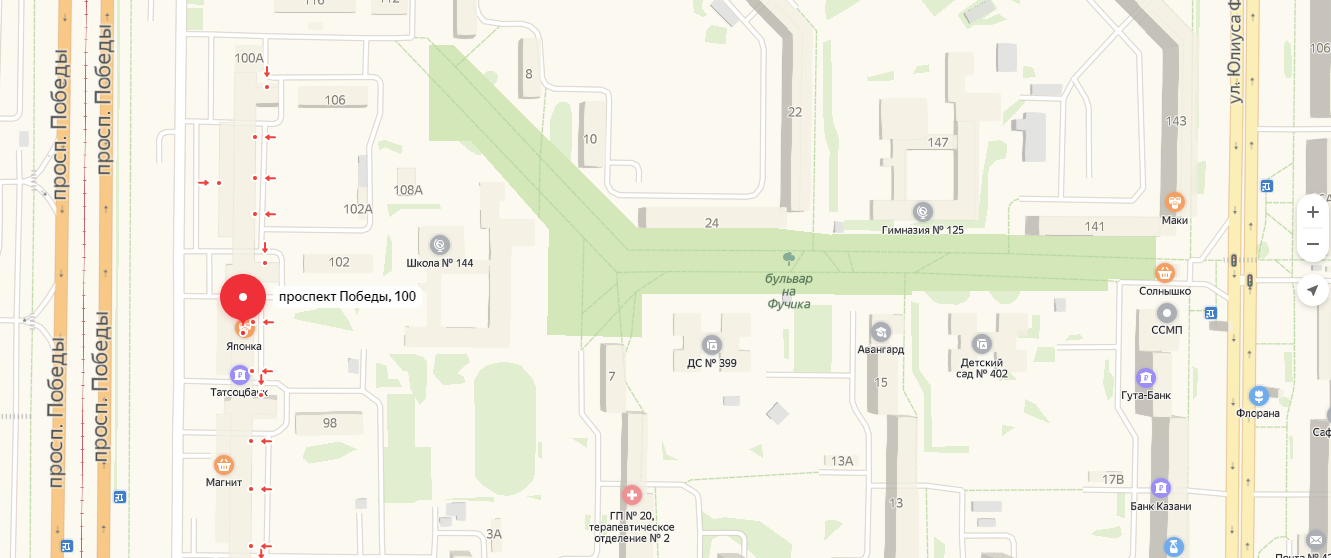 116
100А
106
8
10
22
143
106
147
108А
102А
24
141
Маки
Гимназия № 125
Школа № 144
102
проспект Победы, 100
Японка
Татсоцбанк
98
Магнит
бульвар
на
Фучика
Солнышко
ССМП
ДС № 399
7
Авангард
15
Детский
сад № 402
Гута-Банк
Флорана
Саф
13А
13
17В
Банк Казани
ГП № 20,
терапевтическое
отделение № 2
3А
просп. Победы
просп. Победы
просп. Победы
просп. Победы
ул. Юлиуса Ф